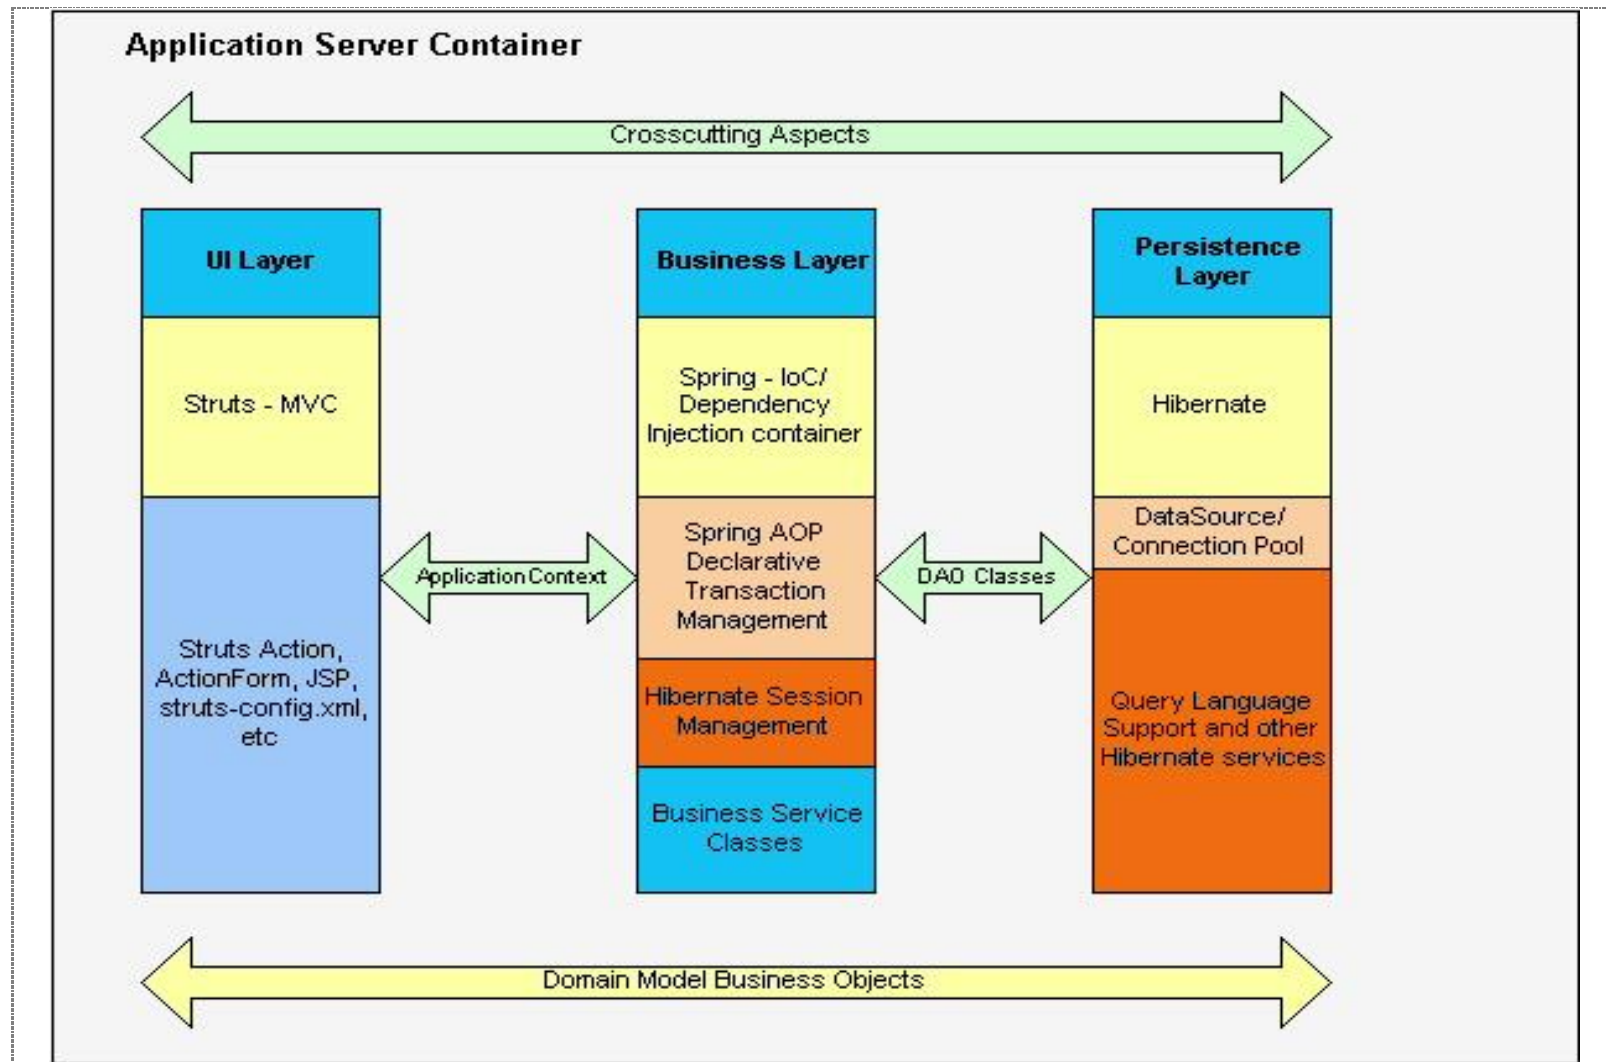 Application Server Container
Crosscutting Aspects
UI Layer
Struts - MVC
Struts Action,
ActionForm, JSP,
struts-config.xml,
etc
ApplicationContext
Business Layer
Spring - IoC/
Dependency
Injection container
Spring AOP
Declarative
Transaction
Management
Hibernate Session
Management
Business Service
Classes
DAO Classes
Persistence
Layer
Hibernate
DataSource/
Connection Pool
Query Language
Support and other
Hibernate services
Domain Model Business Objects